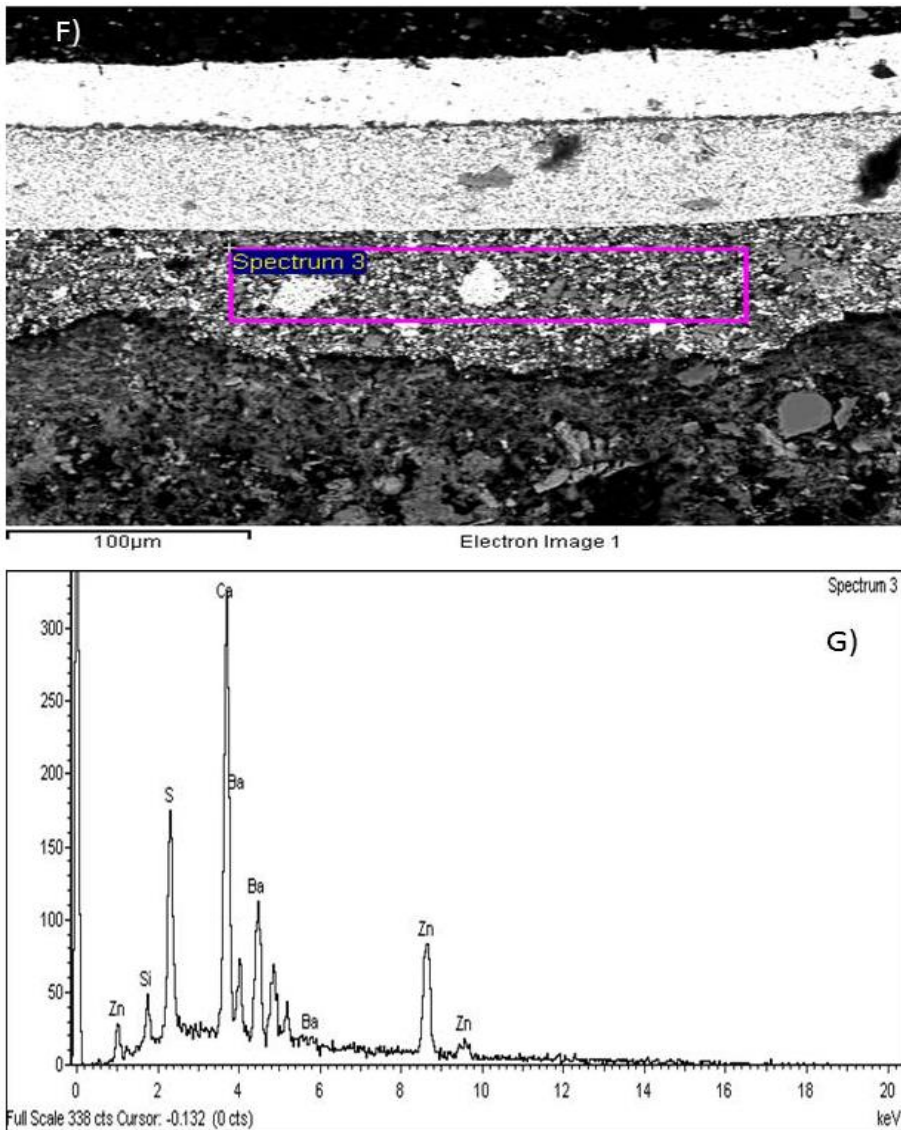 F)
Spectrum 3
100µm
Electron Image 1
Spectrum 3
G)
Ca
Ba
S
Ba
Zn
Si
Zn
Ba
Zn
300
250
200
150
100
50
0
0 2 4 6 8 10 12 14 16 18 20
Full Scale 338 cts Cursor: -0.132 (0 cts)
keV